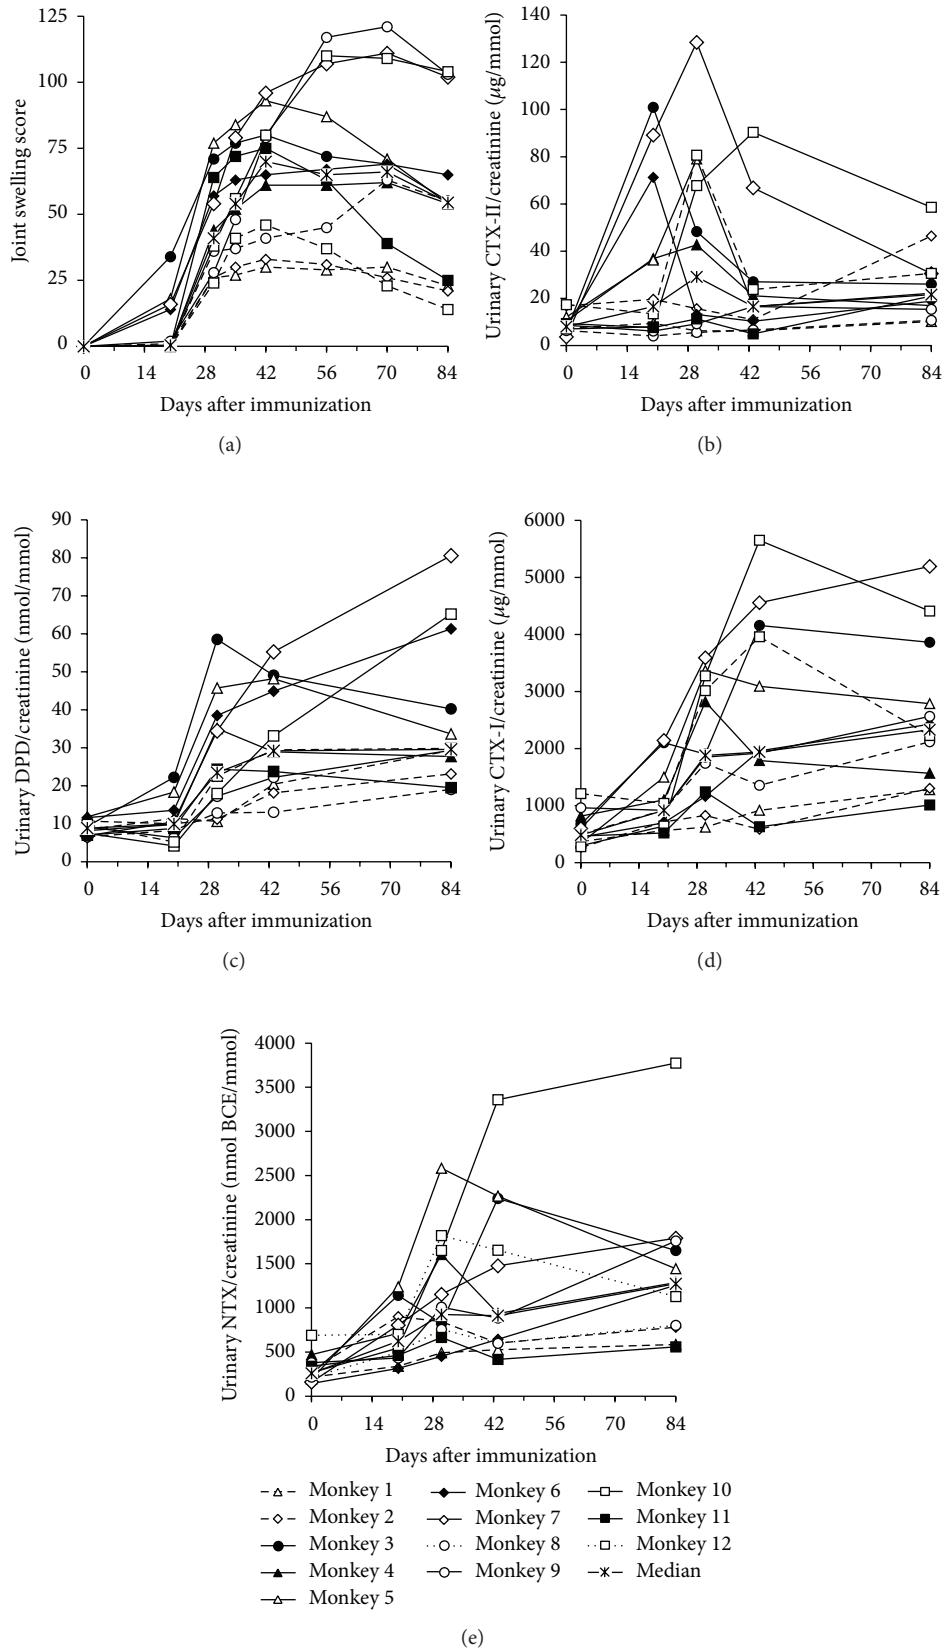 Joint swelling score
125
100
75
50
25
0
0 14 28 42 56 70 84
Days after immunization
(a)
Urinary CTX-II/creatinine (μg/mmol)
140
120
100
80
60
40
20
0
0 14 28 42 56 70 84
Days after immunization
(b)
Urinary DPD/creatinine (nmol/mmol)
90
80
70
60
50
40
30
20
10
0
0 14 28 42 56 70 84
Days after immunization
(c)
Urinary CTX-I/creatinine (μg/mmol)
6000
5000
4000
3000
2000
1000
0
0 14 28 42 56 70 84
Days after immunization
(d)
Urinary NTX/creatinine (nmol BCE/mmol)
4000
3500
3000
2500
2000
1500
1000
500
0
0 14 28 42 56 70 84
Days after immunization
Monkey 1
Monkey 2
Monkey 3
Monkey 4
Monkey 5
Monkey 6
Monkey 7
Monkey 8
Monkey 9
Monkey 10
Monkey 11
Monkey 12
Median
(e)